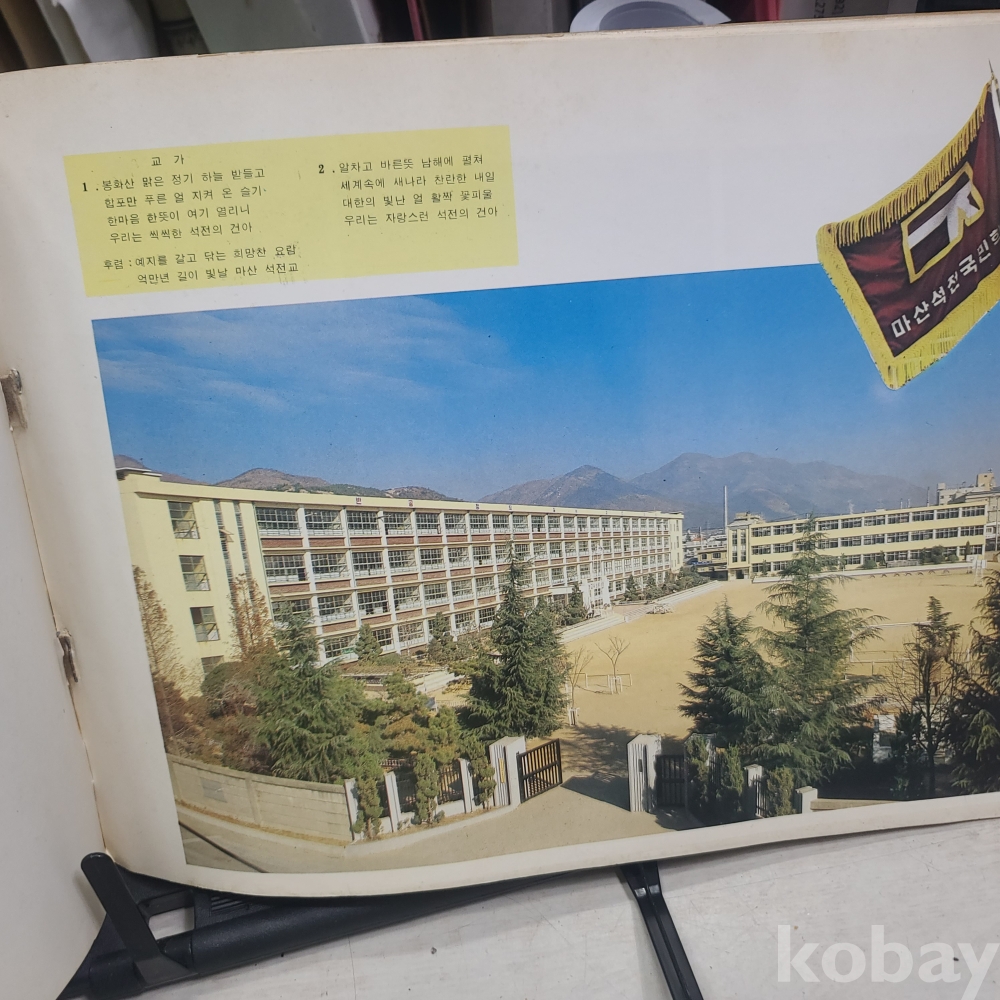 교 가
1. 봉화산 맑은 정기 하늘 받들고
합포만 푸른 얼 지켜 온 슬기
한마음 한뜻이 여기 열리니
우리는 씩씩한 석전의 건아
후렴 : 예지를 갈고 닦는 희망찬 요람
억만년 길이 빛날 마산 석전교
2. 알차고 바른뜻 남해에 펼쳐
세계속에 새나라 찬란한 내일
대한의 빛난 얼 활짝 꽃피울
우리는 자랑스런 석전의 건아
마산석전국민
kobay